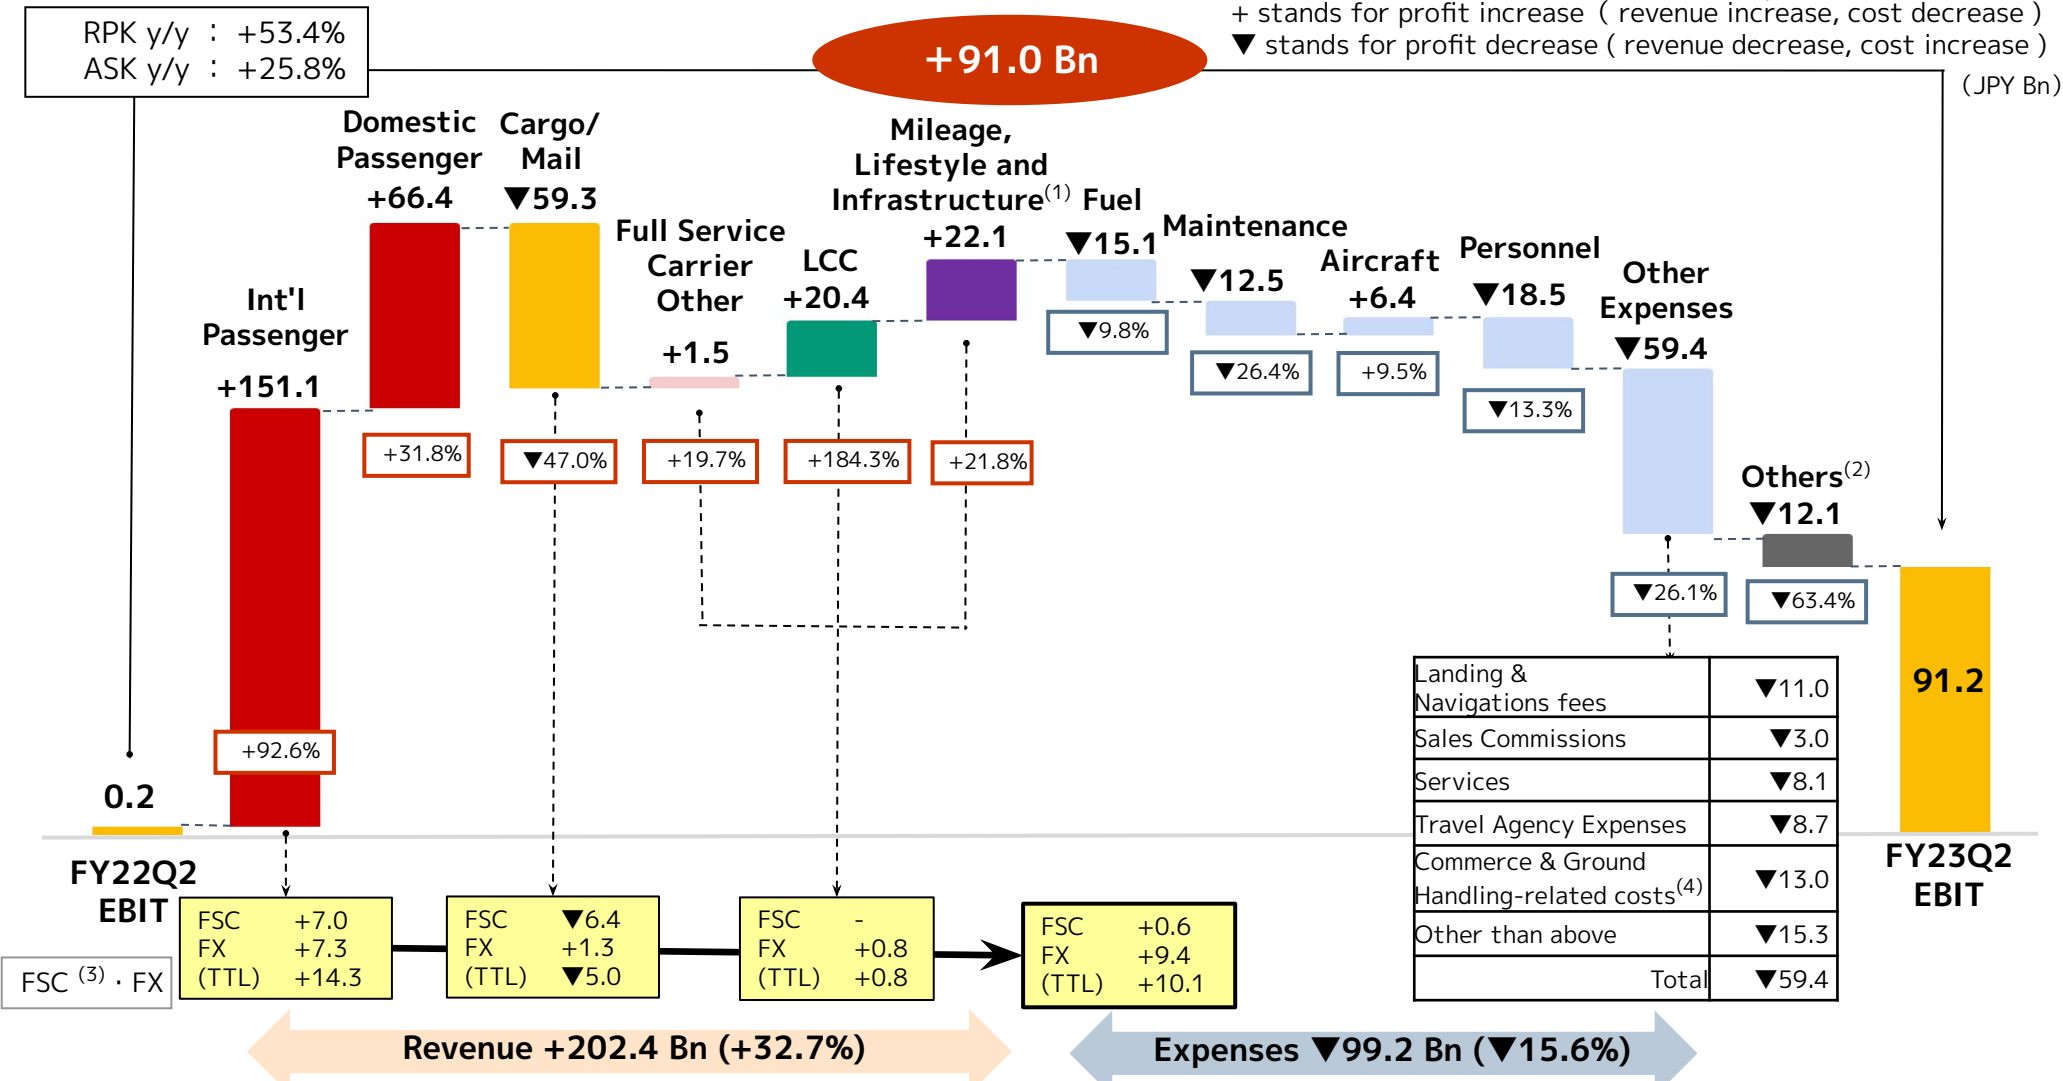 RPK y/y : +53.4%
ASK y/y : +25.8%
+91.0 Bn
+ stands for profit increase ( revenue increase, cost decrease )
▼ stands for profit decrease ( revenue decrease, cost increase )
(JPY Bn)
0.2
FY22Q2
EBIT
Int'l
Passenger
+151.1
+92.6%
Domestic
Passenger
+66.4
+31.8%
Cargo/
Mail
▼59.3
▼47.0%
Full Service
Carrier
Other
+1.5
+19.7%
LCC
+20.4
+184.3%
Mileage,
Lifestyle and
Infrastructure(1)
+22.1
+21.8%
Fuel
▼15.1
▼9.8%
Maintenance
▼12.5
▼26.4%
Aircraft
+6.4
+9.5%
Personnel
▼18.5
▼13.3%
Other
Expenses
▼59.4
▼26.1%
Others(2)
▼12.1
▼63.4%
91.2
FY23Q2
EBIT
Landing &
Navigations fees ▼11.0
Sales Commissions ▼3.0
Services ▼8.1
Travel Agency Expenses ▼8.7
Commerce & Ground
Handling-related costs(4) ▼13.0
Other than above ▼15.3
Total ▼59.4
FSC (3)・FX
FSC +7.0
FX +7.3
(TTL) +14.3
FSC ▼6.4
FX +1.3
(TTL) ▼5.0
FSC -
FX +0.8
(TTL) +0.8
FSC +0.6
FX +9.4
(TTL) +10.1
Revenue +202.4 Bn (+32.7%)
Expenses ▼99.2 Bn (▼15.6%)